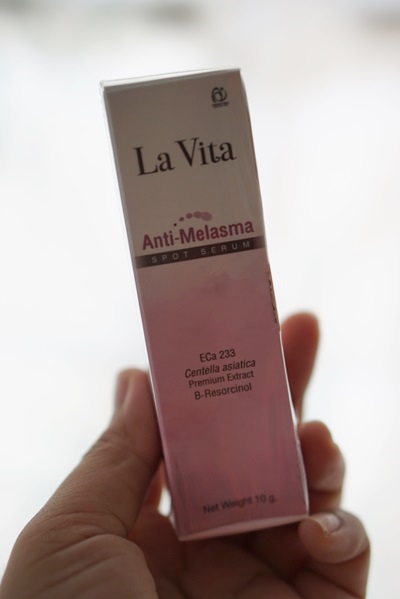 La Vita
Anti-Melasma
SPOT SERUM
ECa 233
Centella asiatica
Premium Extract
B-Resorcinol
Net Weight 10 g.